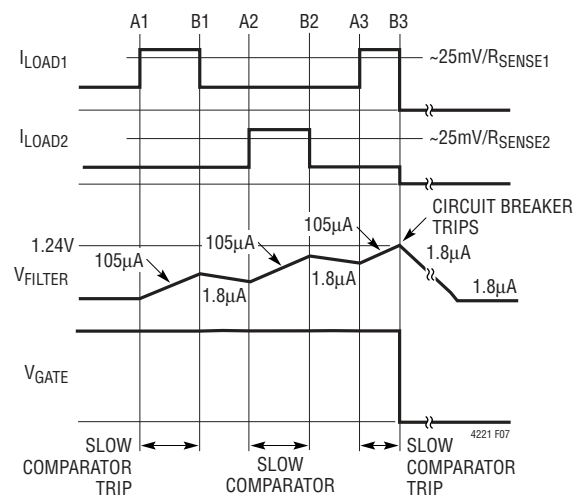 A1 B1 A2 B2 A3 B3
ILOAD1
~25mV/RSENSE1
ILOAD2
~25mV/RSENSE2
CIRCUIT BREAKER
TRIPS
1.24V
105µA
105µA
105µA
1.8µA
VFILTER
1.8µA
1.8µA
1.8µA
VGATE
4221 F07
SLOW
COMPARATOR
TRIP
SLOW
COMPARATOR
SLOW
COMPARATOR
TRIP